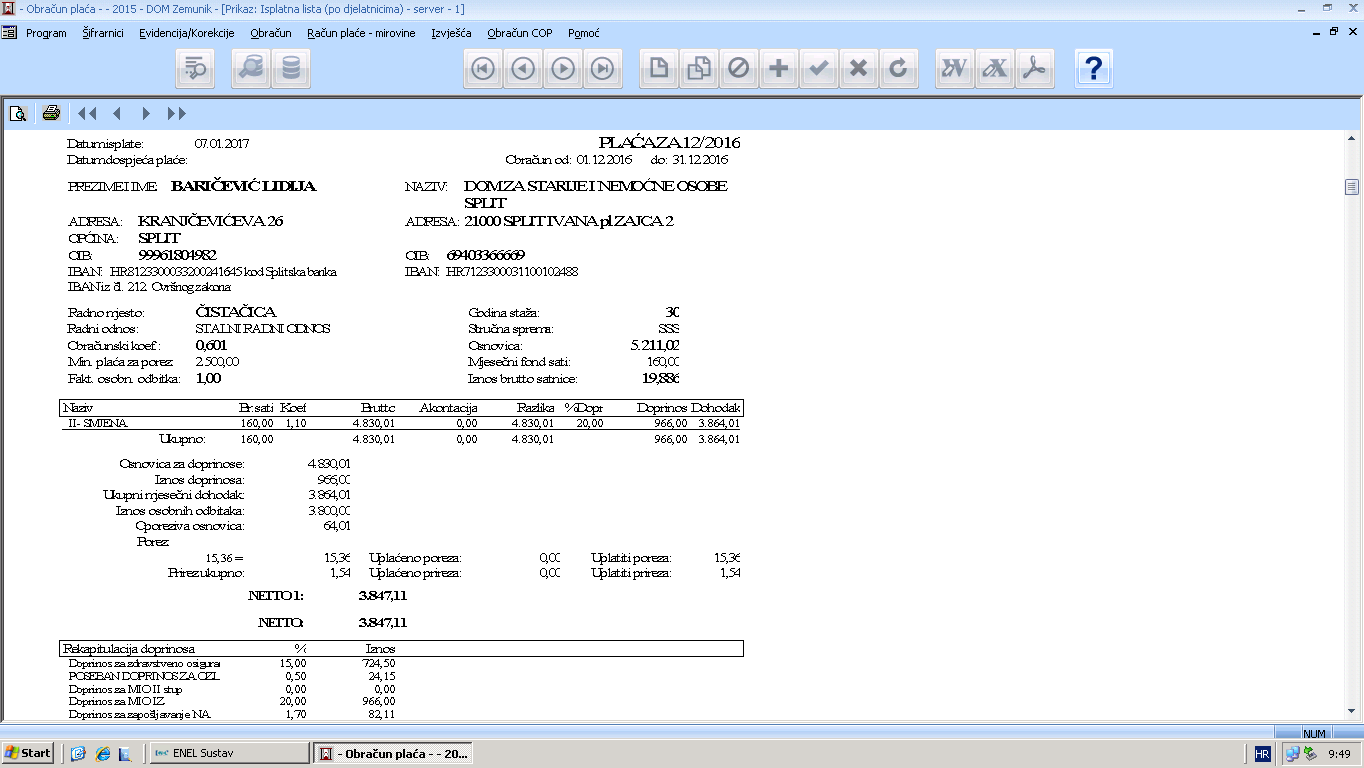 - Obračun plaća - - 2015 - DOM Zemunik - [Prikaz: Isplatna lista (po djelatnicima) - server - 1]
Program Šifrarnici Evidencija/Korekcije Obračun Račun plaće - mirovine Izvješća Obračun COP Pomoć
Datum isplate: 07.01.2017 PLAĆA ZA 12/2016
Datum dospjeća plaće: Obračun od: 01.12.2016 do: 31.12.2016
PREZIME I IME: BARIČEVIĆ LIDIJA NAZIV: DOM ZA STARIJE I NEMOĆNE OSOBE
SPLIT
ADRESA: KRANJČEVIĆEVA 26 ADRESA: 21000 SPLIT IVANA pl.ZAJCA 2
OPĆINA: SPLIT
OIB: 99961804982 OIB: 69403366669
IBAN: HR8123300033200241645 kod Splitska banka IBAN: HR7123300031100102488
IBAN iz čl. 212. Ovršnog zakona:
Radno mjesto: ČISTAČICA Godina staža: 30
Radni odnos: STALNI RADNI ODNOS Stručna sprema: SSS
Obračunski koef.: 0,601 Osnovica: 5.211,02
Min. plaća za porez: 2.500,00 Mjesečni fond sati: 160,00
Fakt. osobn. odbitka: 1,00 Iznos brutto satnice: 19,886
Naziv Br.sati Koef Brutto Akontacija Razlika %Dopr Doprinos Dohodak
II - SMJENA 160,00 1,10 4.830,01 0,00 4.830,01 20,00 966,00 3.864,01
Ukupno: 160,00 4.830,01 0,00 4.830,01 966,00 3.864,01
Osnovica za doprinose: 4.830,01
Iznos doprinosa: 966,00
Ukupni mjesečni dohodak: 3.864,01
Iznos osobnih odbitaka: 3.800,00
Oporeziva osnovica: 64,01
Porez
15,36 = 15,36 Uplaćeno poreza: 0,00 Uplatiti poreza: 15,36
Prirez ukupno: 1,54 Uplaćeno prireza: 0,00 Uplatiti prireza: 1,54
NETTO 1: 3.847,11
NETTO: 3.847,11
Rekapitulacija doprinosa % Iznos
Doprinos za zdravstveno osigura 15,00 724,50
POSEBAN DOPRINOS ZA OZL 0,50 24,15
Doprinos za MIO II stup 0,00 0,00
Doprinos za MIO IZ 20,00 966,00
Doprinos za zapošljavanje NA 1,70 82,11
NUM
Start ENEL Sustav - Obračun plaća - - 20... HR 9:49